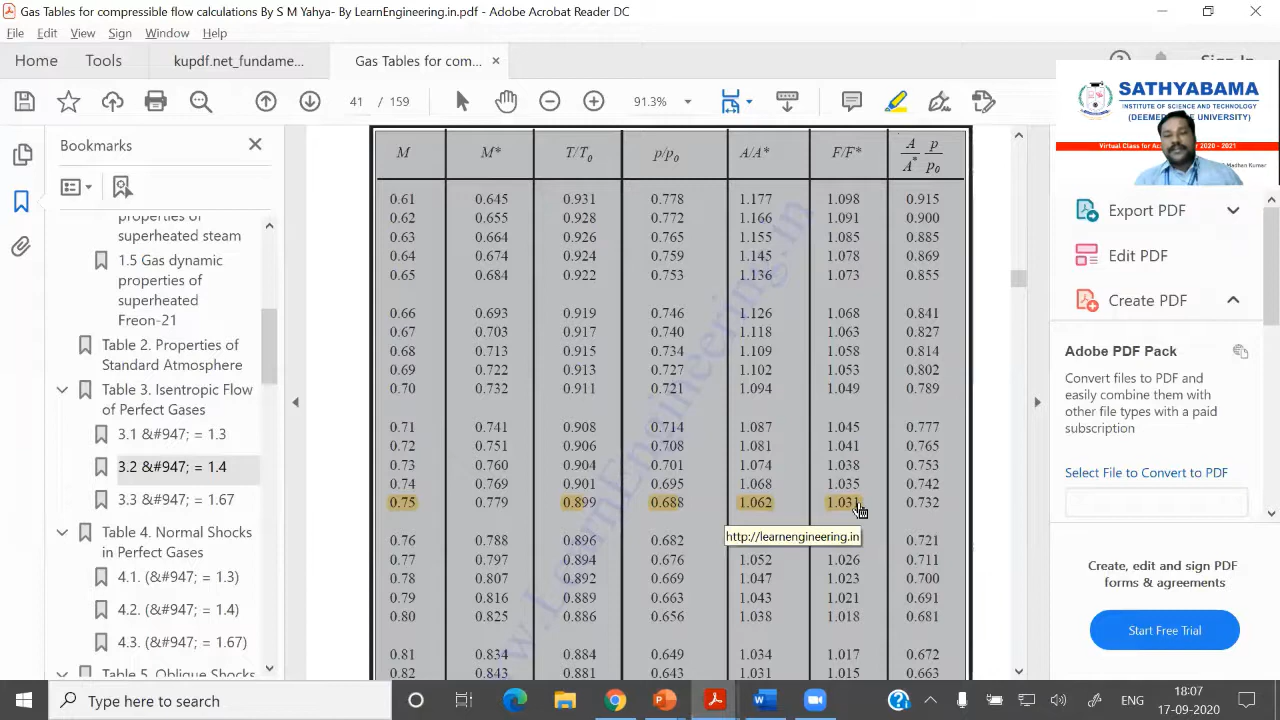 Gas Tables for compressible flow calculations By S M Yahya- By LearnEngineering.in.pdf - Adobe Acrobat Reader DC
File Edit View Sign Window Help
Home Tools kupdf.net_fundame... Gas Tables for com... × Sign In
41 / 159 91.3%
SATHYABAMA
INSTITUTE OF SCIENCE AND TECHNOLOGY
(DEEMED UNIVERSITY)
Virtual Class for Aca 2020 - 2021
Madhan Kumar
Bookmarks
properties of
superheated steam
1.5 Gas dynamic
properties of
superheated
Freon-21
Table 2. Properties of
Standard Atmosphere
Table 3. Isentropic Flow
of Perfect Gases
3.1 &#947; = 1.3
3.2 &#947; = 1.4
3.3 &#947; = 1.67
Table 4. Normal Shocks
in Perfect Gases
4.1. (&#947; = 1.3)
4.2. (&#947; = 1.4)
4.3. (&#947; = 1.67)
Table 5. Oblique Shocks
M M* T/T₀ p/p₀ A/A* F/F* A/A* p/p₀
0.61 0.645 0.931 0.778 1.177 1.098 0.915
0.62 0.655 0.928 0.772 1.166 1.091 0.900
0.63 0.664 0.926 0.765 1.155 1.085 0.885
0.64 0.674 0.924 0.759 1.145 1.078 0.869
0.65 0.684 0.922 0.753 1.136 1.073 0.855
0.66 0.693 0.919 0.746 1.126 1.068 0.841
0.67 0.703 0.917 0.740 1.118 1.063 0.827
0.68 0.713 0.915 0.734 1.109 1.058 0.814
0.69 0.722 0.913 0.727 1.102 1.053 0.802
0.70 0.732 0.911 0.721 1.094 1.049 0.789
0.71 0.741 0.908 0.714 1.087 1.045 0.777
0.72 0.751 0.906 0.708 1.081 1.041 0.765
0.73 0.760 0.904 0.701 1.074 1.038 0.753
0.74 0.769 0.901 0.695 1.068 1.035 0.742
0.75 0.779 0.899 0.688 1.062 1.031 0.732
http://learnengineering.in
0.76 0.788 0.896 0.682 0.721
0.77 0.797 0.894 0.676 1.052 1.026 0.711
0.78 0.807 0.892 0.669 1.047 1.023 0.700
0.79 0.816 0.889 0.663 1.043 1.021 0.691
0.80 0.825 0.886 0.656 1.038 1.018 0.681
0.81 0.834 0.884 0.649 1.034 1.017 0.672
0.82 0.843 0.881 0.643 1.031 1.015 0.663
w.LearnEngineering.in
Export PDF
Edit PDF
Create PDF
Adobe PDF Pack
Convert files to PDF and
easily combine them with
other file types with a paid
subscription
Select File to Convert to PDF
Create, edit and sign PDF
forms & agreements
Start Free Trial
Type here to search
ENG
18:07
17-09-2020